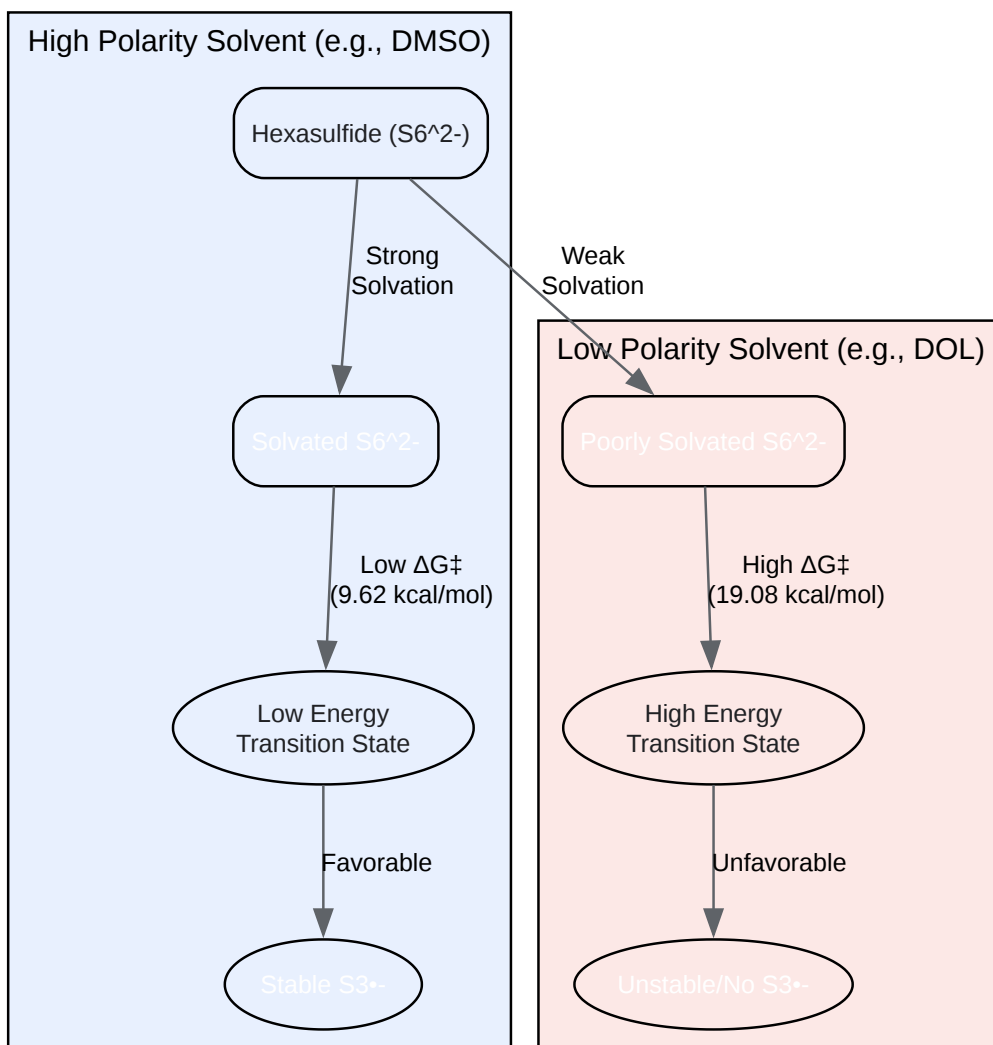 High Polarity Solvent (e.g., DMSO)
Hexasulfide (S6^2-)
Strong
Solvation
Weak
Solvation
Low Polarity Solvent (e.g., DOL)
Solvated S6^2-
Poorly Solvated S6^2-
Low ΔG‡
(9.62 kcal/mol)
High ΔG‡
(19.08 kcal/mol)
Low Energy
Transition State
High Energy
Transition State
Favorable
Unfavorable
Stable S3•-
Unstable/No S3•-